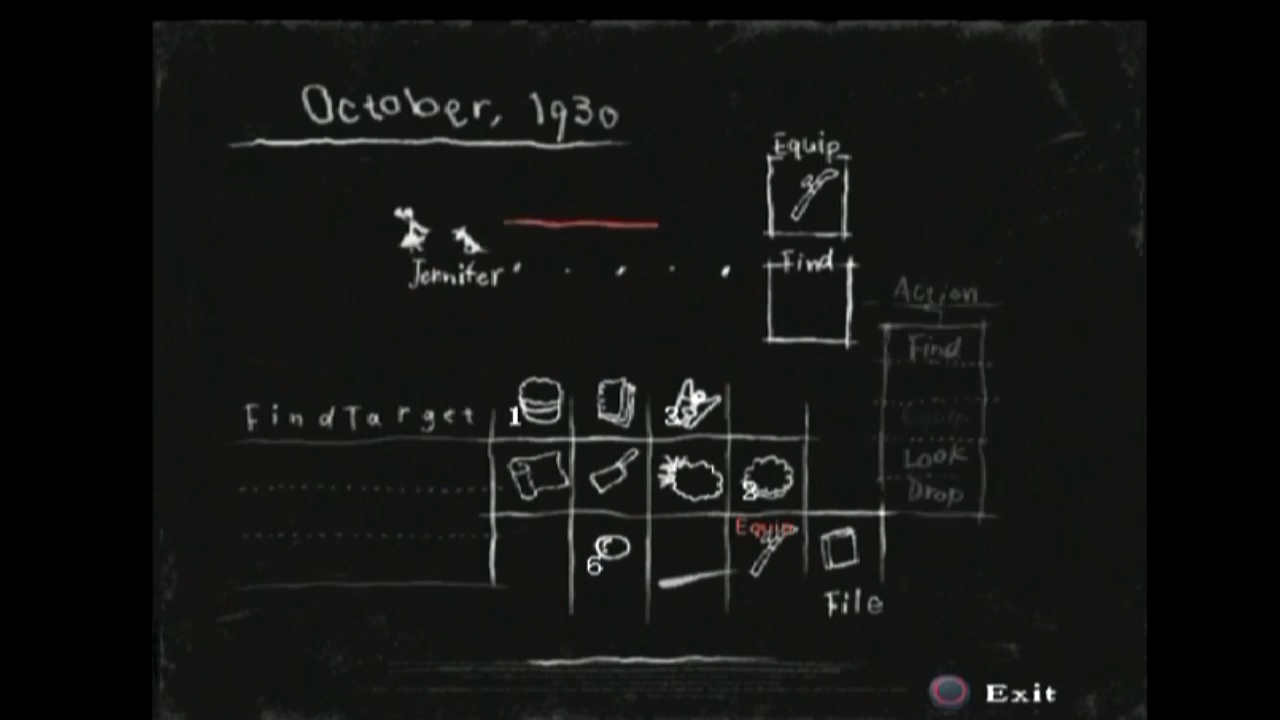 October, 1930
Equip
Jennifer
Find
Action
Find
Equip
Look
Drop
FindTarget
1
3
2
Equip
6
File
Exit